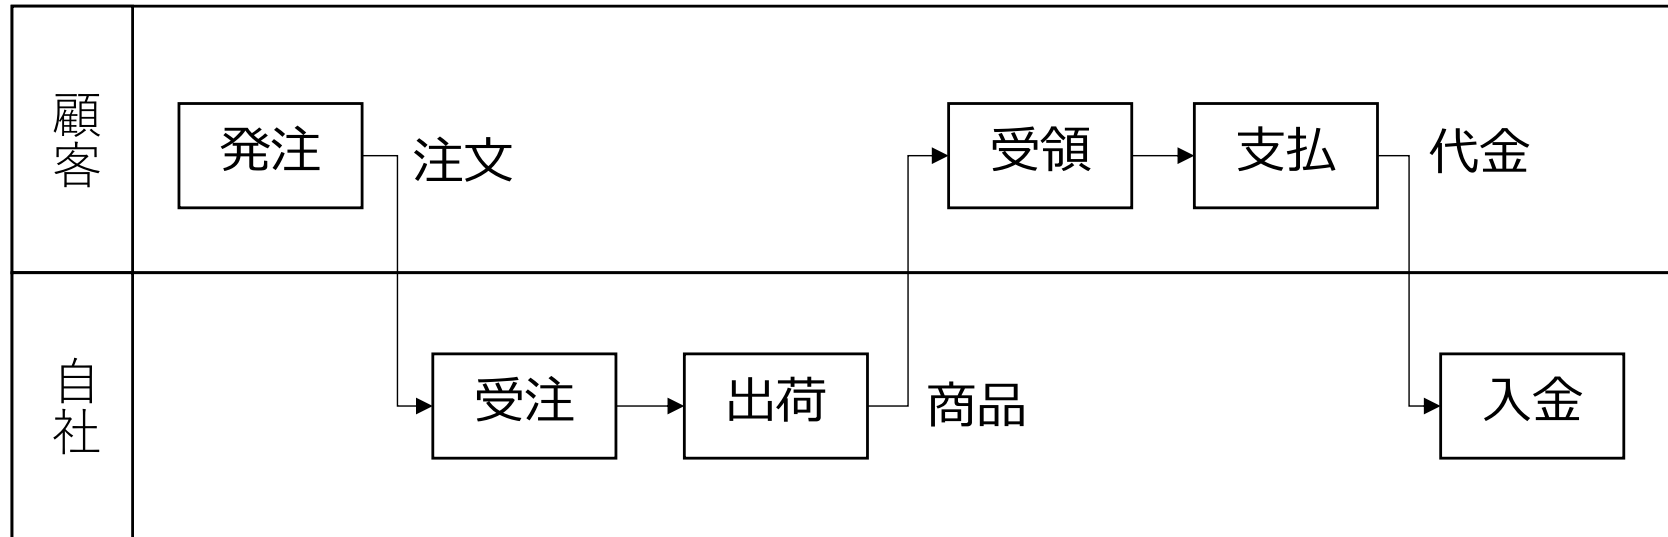 顧客
発注
注文
受領
支払
代金
自社
受注
出荷
商品
入金